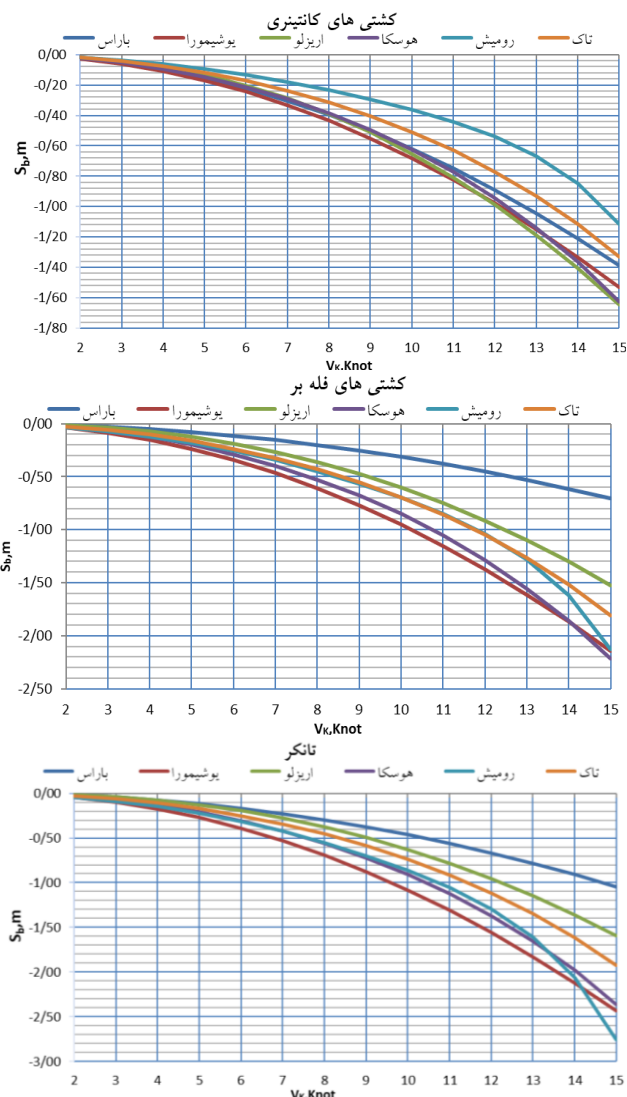 کشتی های کانتینری
باراس یوشیمورا اریزلو هوسکا رومیش تاک
0/00
-0/20
-0/40
-0/60
-0/80
-1/00
-1/20
-1/40
-1/60
-1/80
Sb,m
2 3 4 5 6 7 8 9 10 11 12 13 14 15
VK.Knot
کشتی های فله بر
باراس یوشیمورا اریزلو هوسکا رومیش تاک
0/00
-0/50
-1/00
-1/50
-2/00
-2/50
Sb,m
2 3 4 5 6 7 8 9 10 11 12 13 14 15
VK,Knot
تانکر
باراس یوشیمورا اریزلو هوسکا رومیش تاک
0/00
-0/50
-1/00
-1/50
-2/00
-2/50
-3/00
Sb,m
2 3 4 5 6 7 8 9 10 11 12 13 14 15
VK.Knot